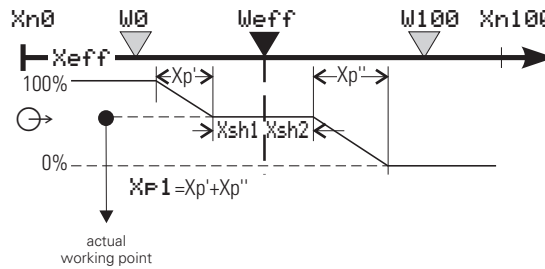 Xn0 W0 Weff W100 Xn100
Xeff
100% Xp' Xp"
Xsh1 Xsh2
0%
Xp1 =Xp'+Xp"
actual
working point